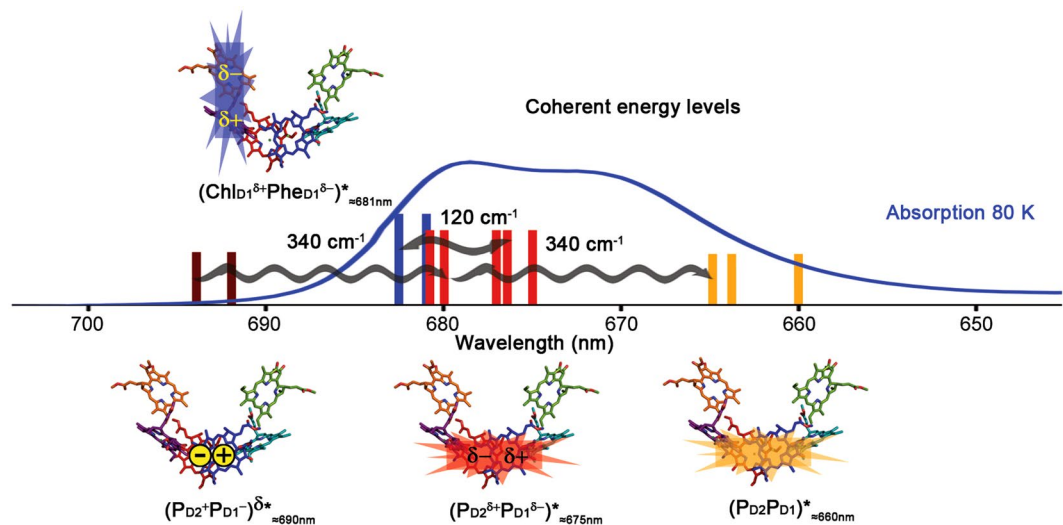 δ−
δ+
Coherent energy levels
(ChlD1δ+PheD1δ−)*≈681nm
Absorption 80 K
120 cm-1
340 cm-1
340 cm-1
700
690
680
670
660
650
Wavelength (nm)
- +
δ− δ+
(PD2+PD1−)δ*≈690nm
(PD2δ+PD1δ−)*≈675nm
(PD2PD1)*≈660nm